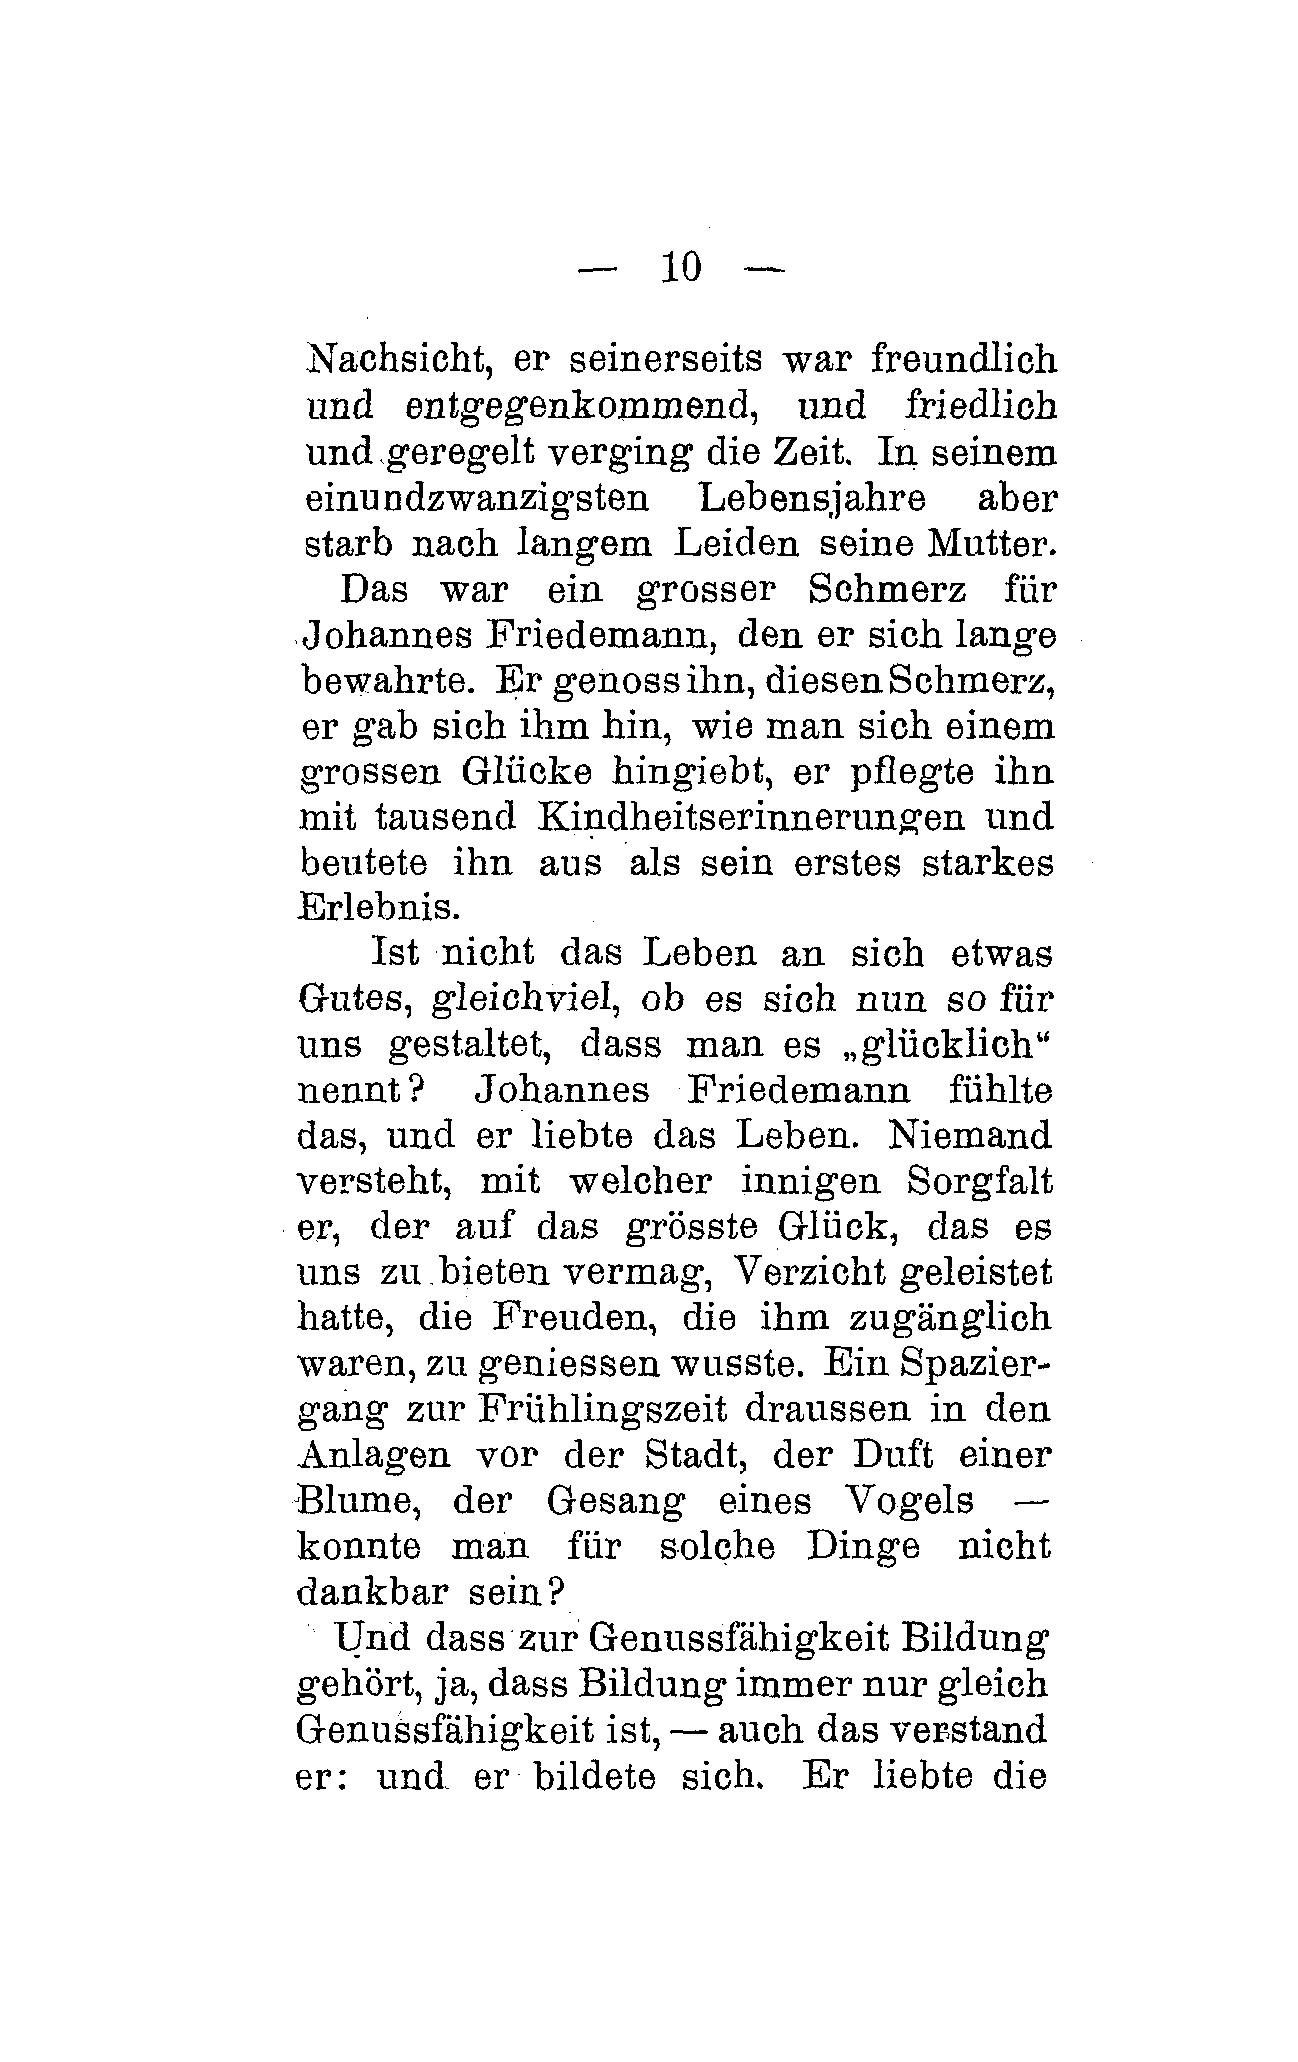 — 10 —
Nachsicht, er seinerseits war freundlich
und entgegenkommend, und friedlich
und geregelt verging die Zeit. In seinem
einundzwanzigsten Lebensjahre aber
starb nach langem Leiden seine Mutter.
Das war ein grosser Schmerz für
Johannes Friedemann, den er sich lange
bewahrte. Er genoss ihn, diesen Schmerz,
er gab sich ihm hin, wie man sich einem
grossen Glücke hingiebt, er pflegte ihn
mit tausend Kindheitserinnerungen und
beutete ihn aus als sein erstes starkes
Erlebnis.
Ist nicht das Leben an sich etwas
Gutes, gleichviel, ob es sich nun so für
uns gestaltet, dass man es „glücklich“
nennt? Johannes Friedemann fühlte
das, und er liebte das Leben. Niemand
versteht, mit welcher innigen Sorgfalt
er, der auf das grösste Glück, das es
uns zu bieten vermag, Verzicht geleistet
hatte, die Freuden, die ihm zugänglich
waren, zu geniessen wusste. Ein Spazier-
gang zur Frühlingszeit draussen in den
Anlagen vor der Stadt, der Duft einer
Blume, der Gesang eines Vogels —
konnte man für solche Dinge nicht
dankbar sein?
Und dass zur Genussfähigkeit Bildung
gehört, ja, dass Bildung immer nur gleich
Genussfähigkeit ist, — auch das verstand
er: und er bildete sich. Er liebte die